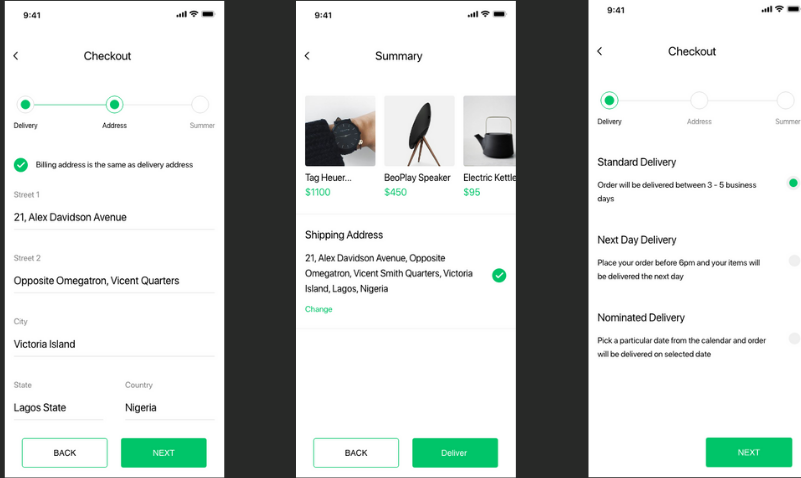 9:41
Checkout
Delivery
Address
Summer
Billing address is the same as delivery address
Street 1
21, Alex Davidson Avenue
Street 2
Opposite Omegatron, Vicent Quarters
City
Victoria Island
State
Country
Lagos State
Nigeria
BACK
NEXT
9:41
Summary
Tag Heuer...
BeoPlay Speaker
Electric Kettle
$1100
$450
$95
Shipping Address
21, Alex Davidson Avenue, Opposite
Omegatron, Vicent Smith Quarters, Victoria
Island, Lagos, Nigeria
Change
BACK
Deliver
9:41
Checkout
Delivery
Address
Summer
Standard Delivery
Order will be delivered between 3 - 5 business
days
Next Day Delivery
Place your order before 6pm and your items will
be delivered the next day
Nominated Delivery
Pick a particular date from the calendar and order
will be delivered on selected date
NEXT